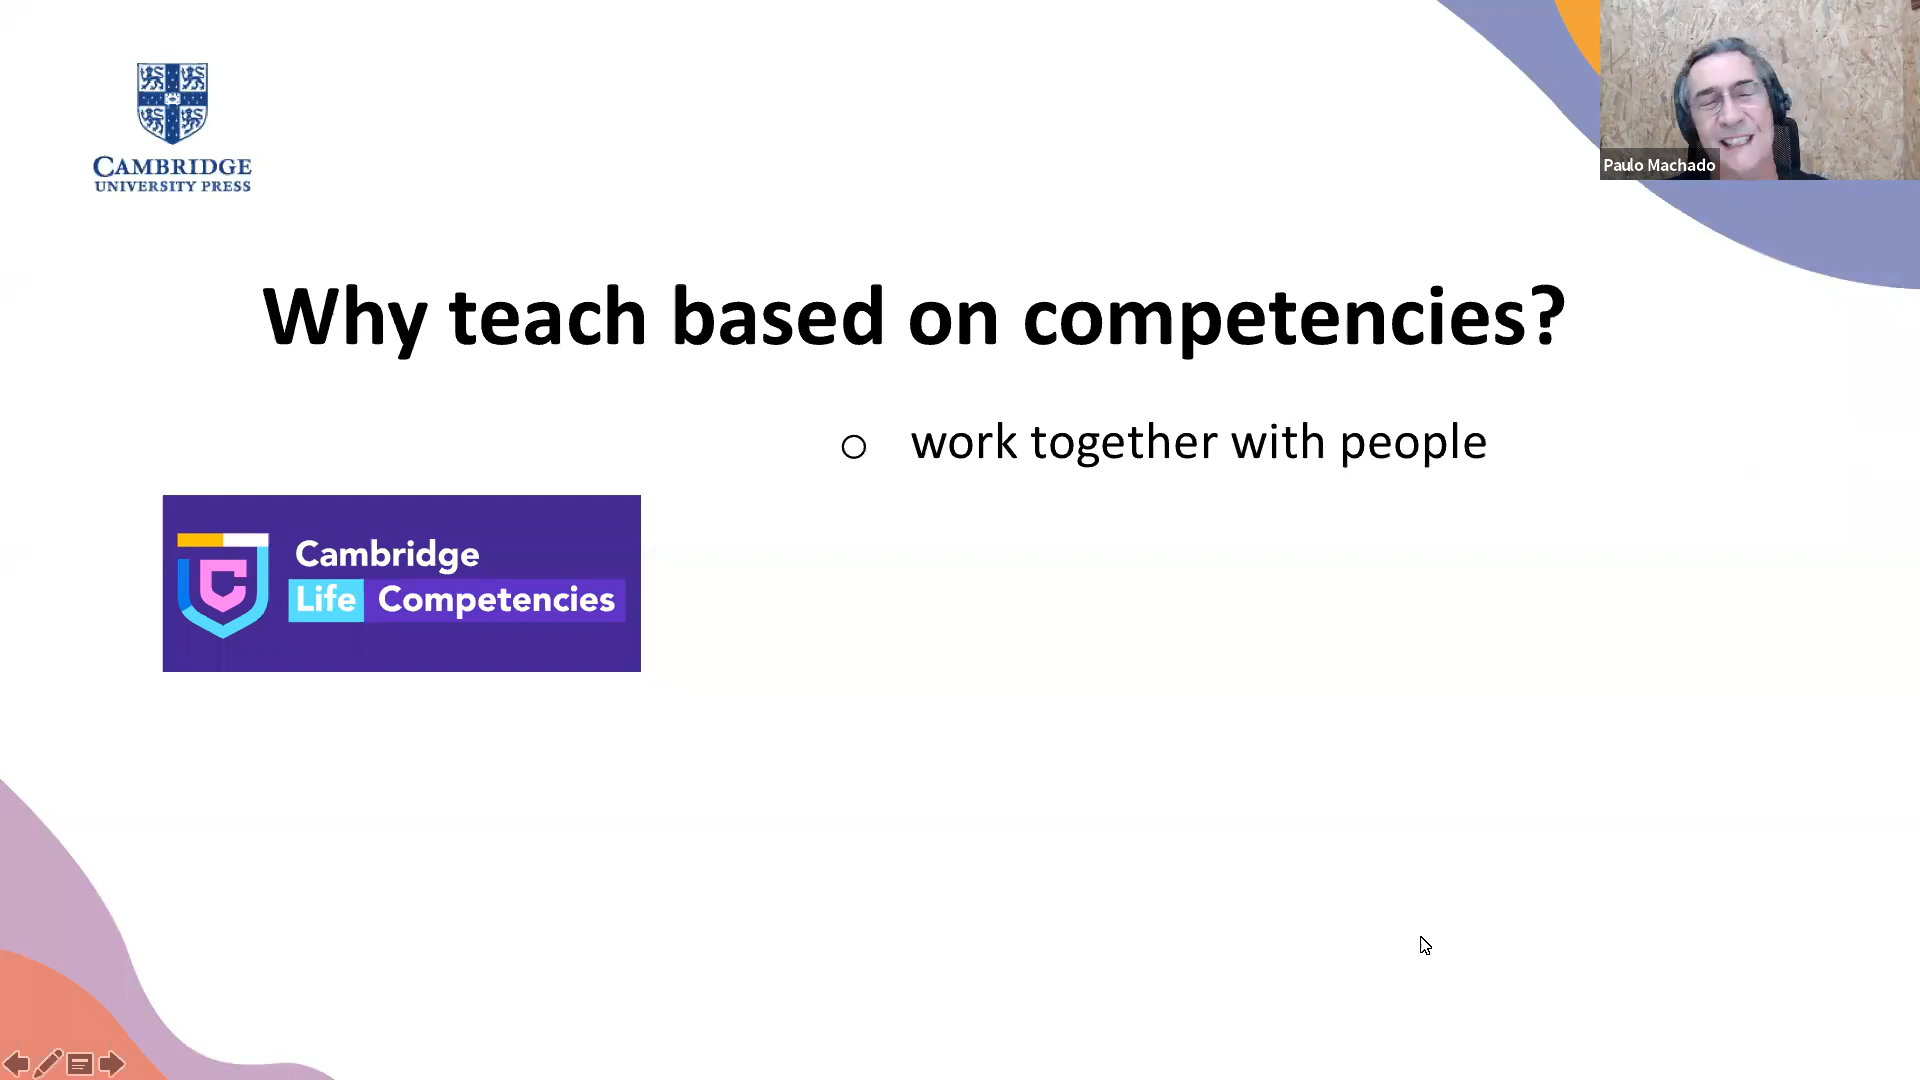 CAMBRIDGE
UNIVERSITY PRESS
Paulo Machado
Why teach based on competencies?
o work together with people
Cambridge
Life Competencies